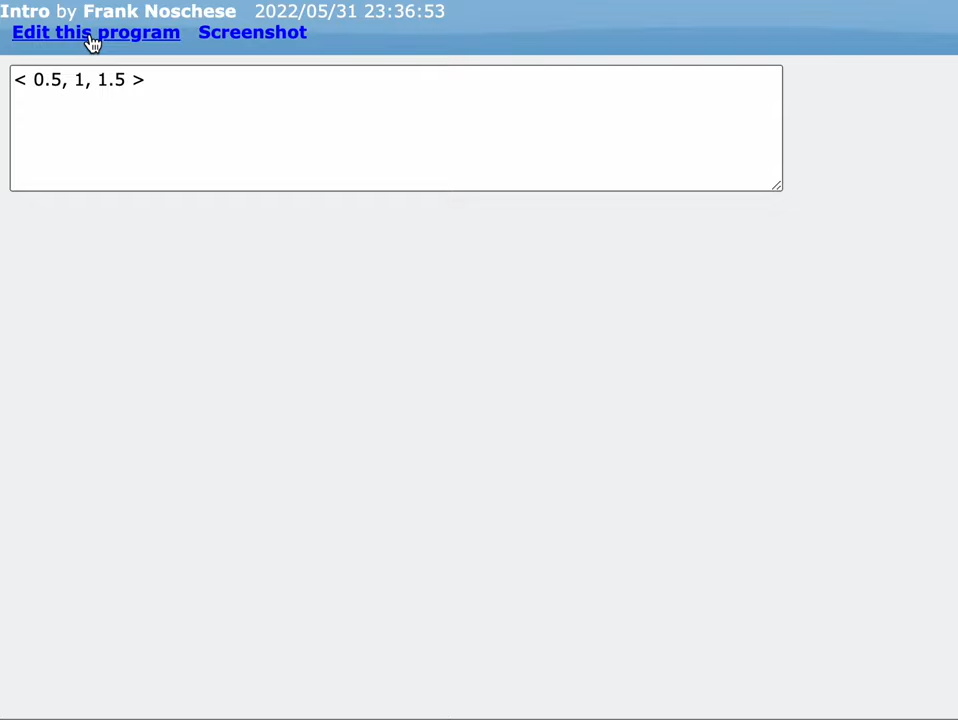 Intro by Frank Noschese 2022/05/31 23:36:53
Edit this program Screenshot
< 0.5, 1, 1.5 >